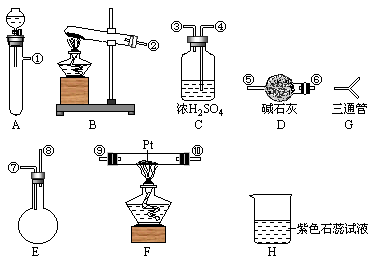 ① ② ③ ④ ⑤ ⑥
浓H₂SO₄ 碱石灰 三通管
A B C D G
⑧ ⑦ ⑨ Pt ⑩
紫色石蕊试液
E F H